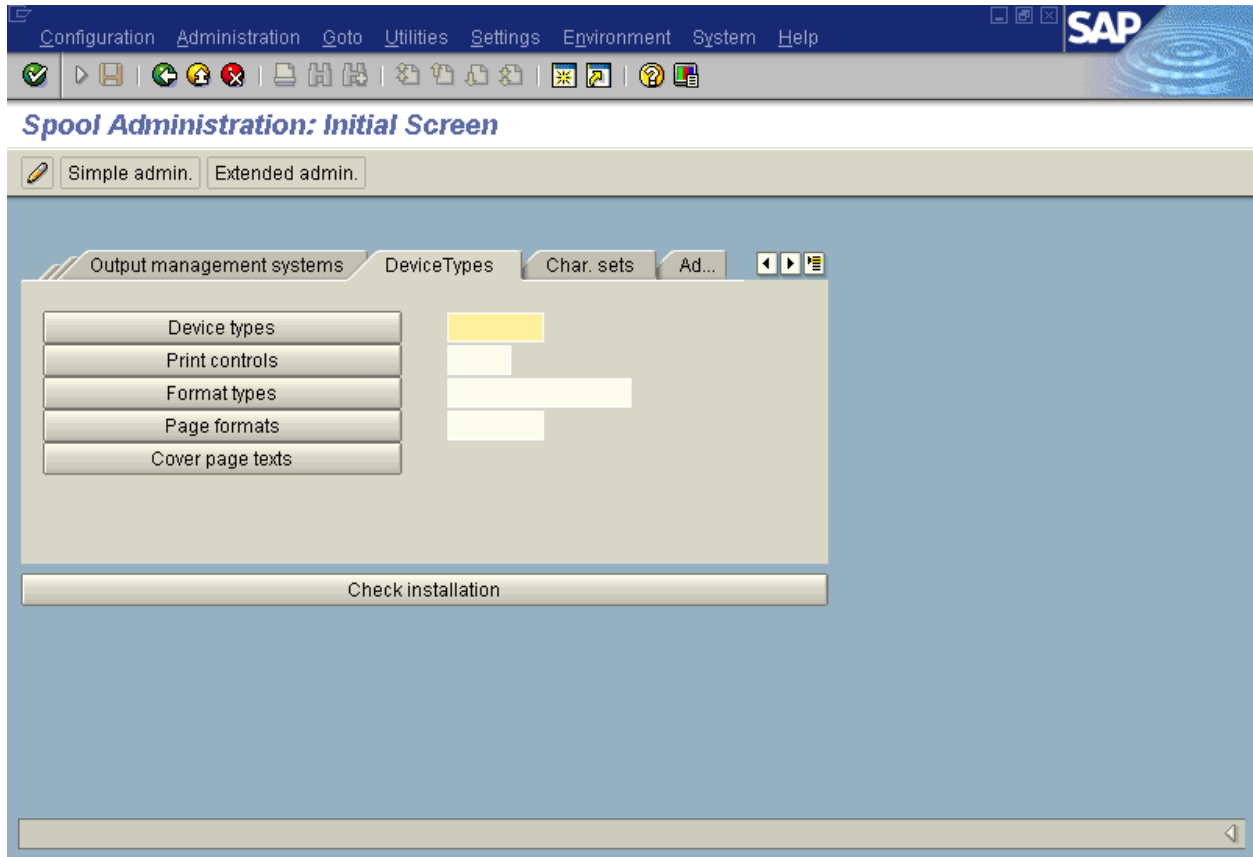 Configuration Administration Goto Utilities Settings Environment System Help
SAP
Spool Administration: Initial Screen
Simple admin. Extended admin.
Output management systems DeviceTypes Char. sets Ad...
Device types
Print controls
Format types
Page formats
Cover page texts
Check installation